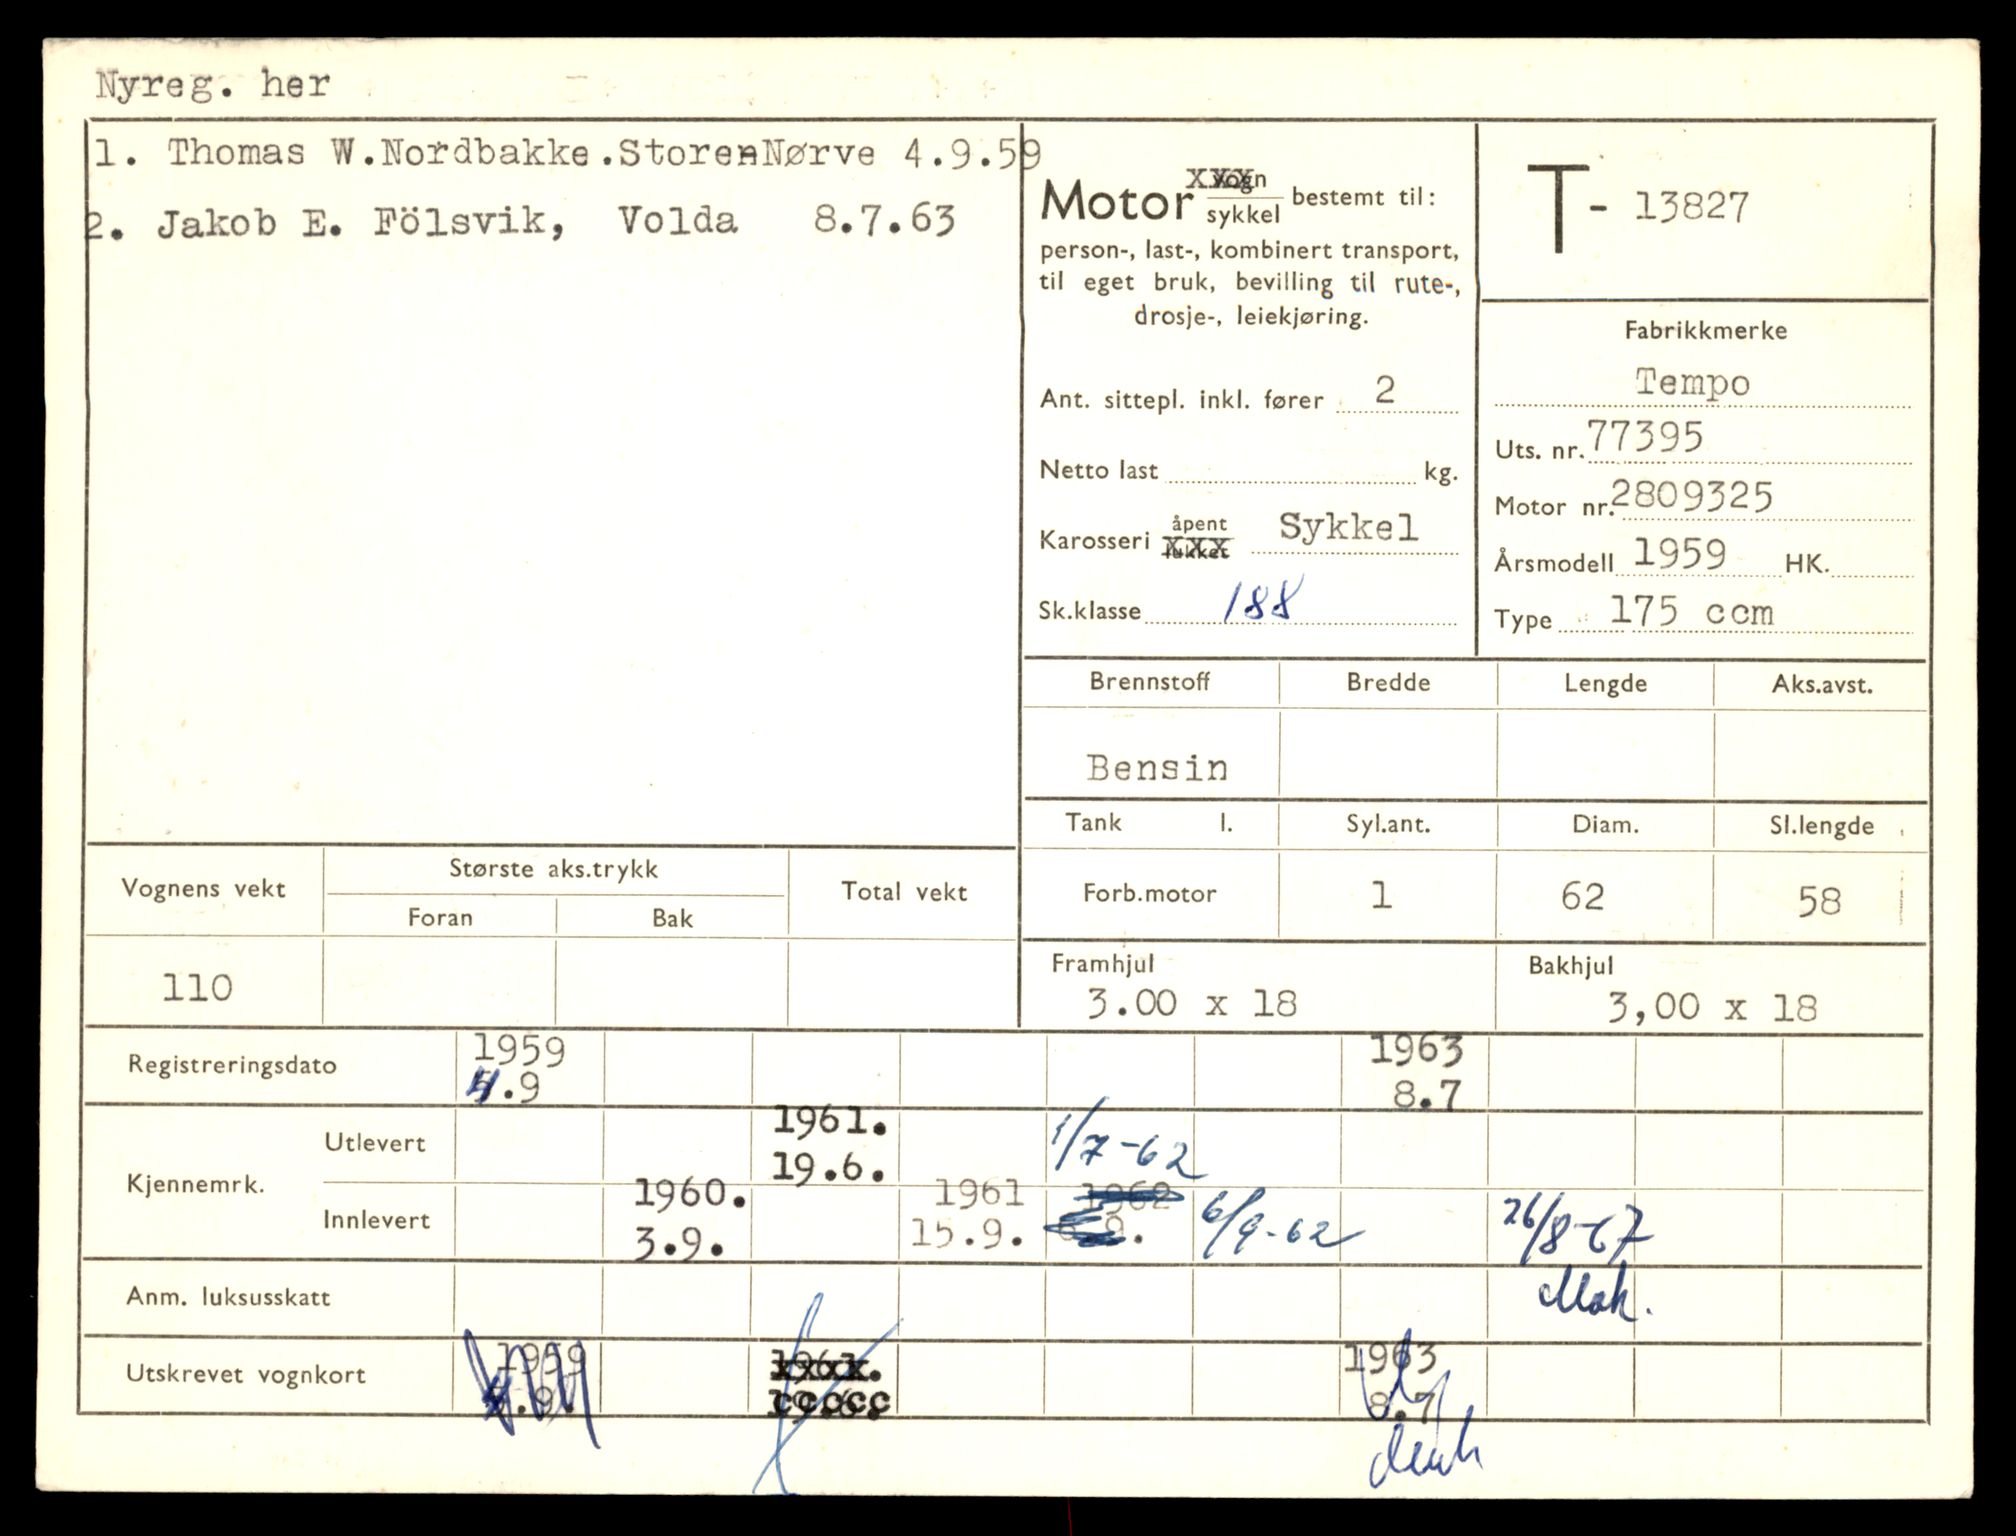 Nyreg. her
1. Thomas W.Nordbakke.StorenNørve 4.9.59
2. Jakob E. Fölsvik, Volda 8.7.63
Motor vogn sykkel bestemt til:
person-, last-, kombinert transport,
til eget bruk, bevilling til rute-,
drosje-, leiekjøring.
Ant. sittepl. inkl. fører 2
Netto last kg.
Karosseri åpent lukket Sykkel
Sk.klasse 188
T- 13827
Fabrikkmerke
Tempo
Uts. nr. 77395
Motor nr. 2809325
Årsmodell 1959 HK.
Type 175 ccm
Brennstoff Bredde Lengde Aks.avst.
Bensin
Tank l. Syl.ant. Diam. Sl.lengde
Forb.motor 1 62 58
Framhjul Bakhjul
3.00 x 18 3,00 x 18
Vognens vekt Største aks.trykk Total vekt
Foran Bak
110
Registreringsdato 1959 1963
4.9 8.7
Kjennemrk.
Utlevert 1961. 1/7-62
19.6.
Innlevert 1960. 1961 1962 6/9-62 26/8-67
3.9. 15.9. 9.
Anm. luksusskatt
Utskrevet vognkort 1959 1961. 1963
.9. 19.6. 8.7